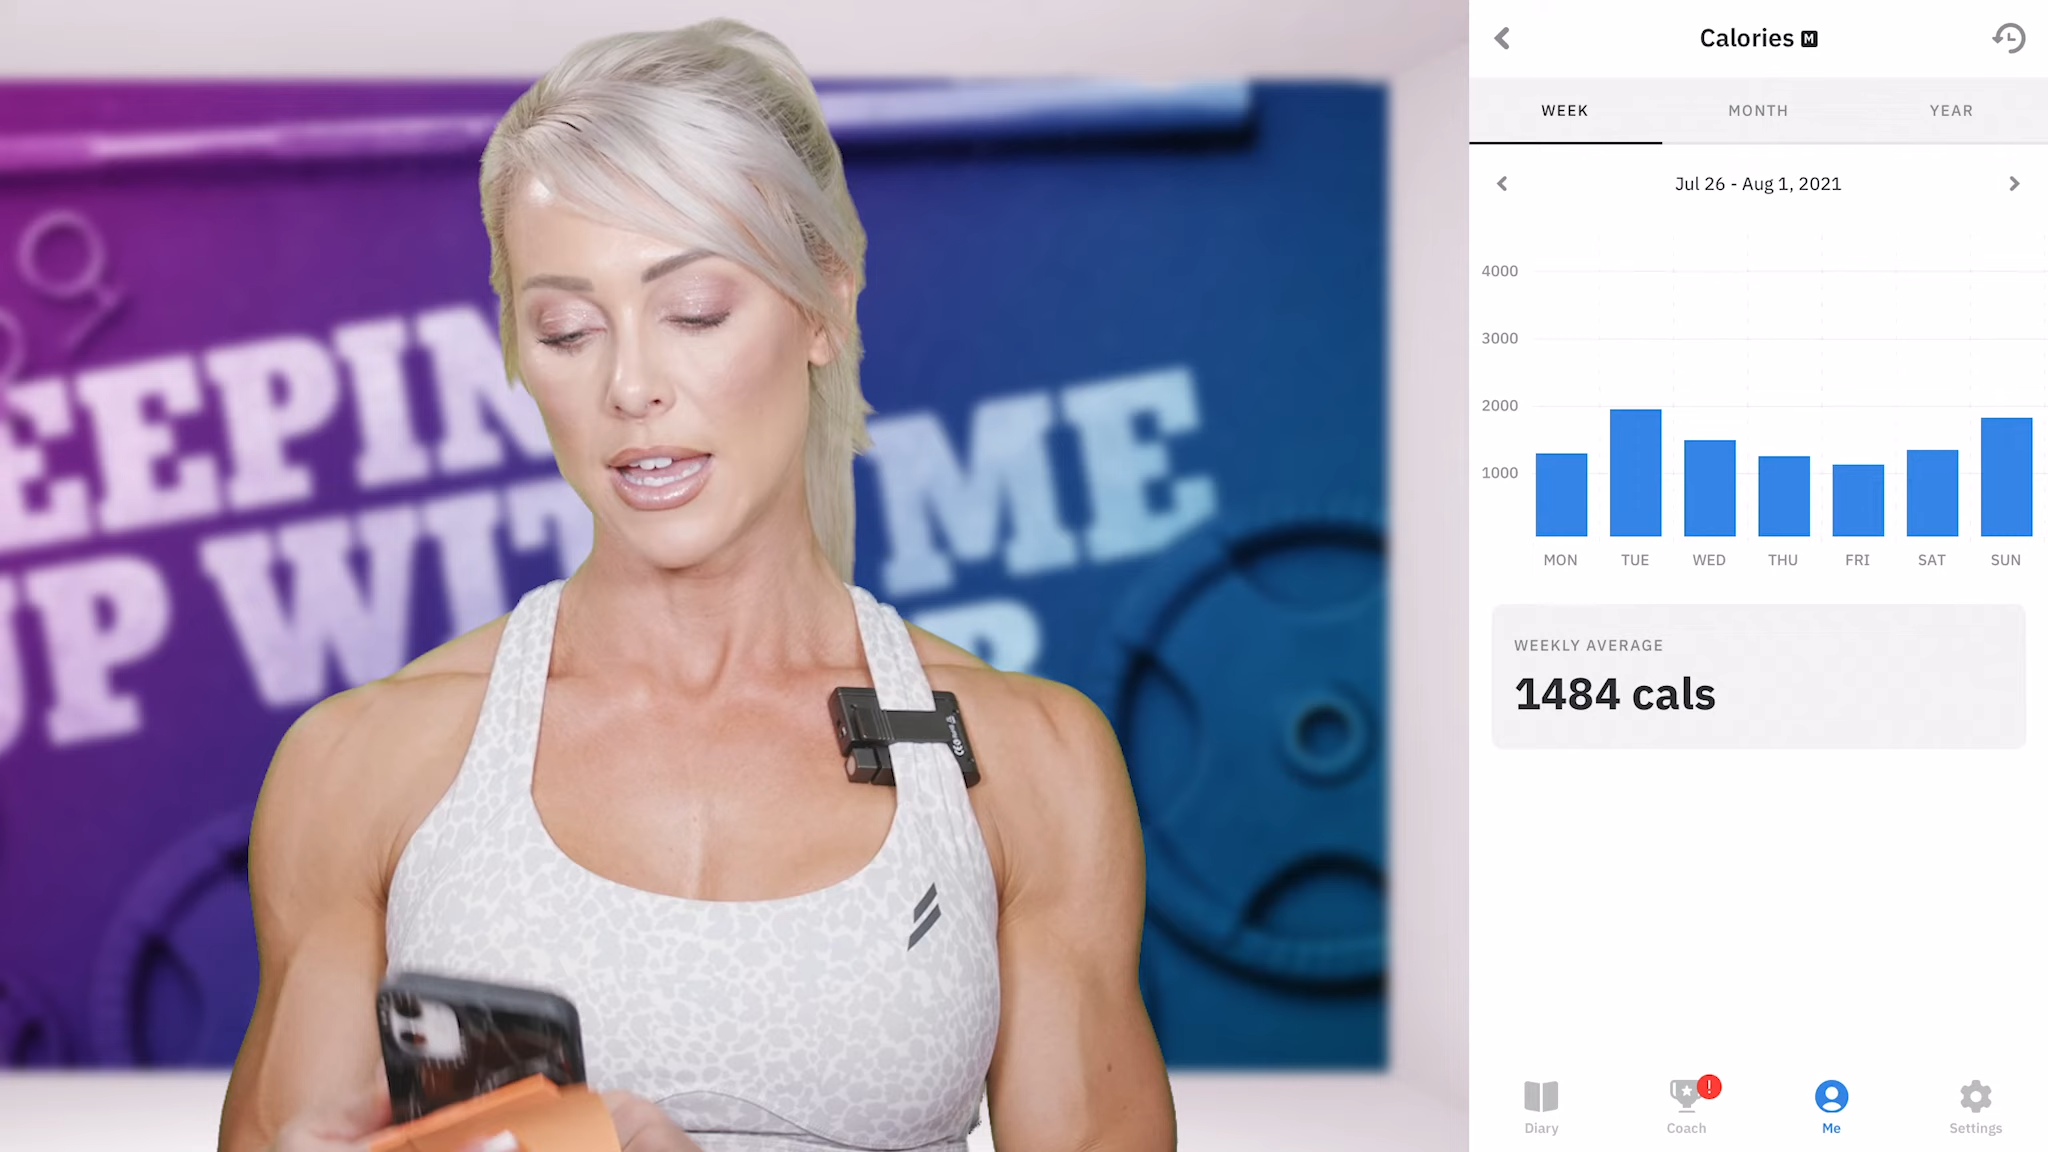 EEPIN
UP WIT ME
P
Calories M
WEEK MONTH YEAR
Jul 26 - Aug 1, 2021
4000
3000
2000
1000
MON TUE WED THU FRI SAT SUN
WEEKLY AVERAGE
1484 cals
Diary Coach Me Settings